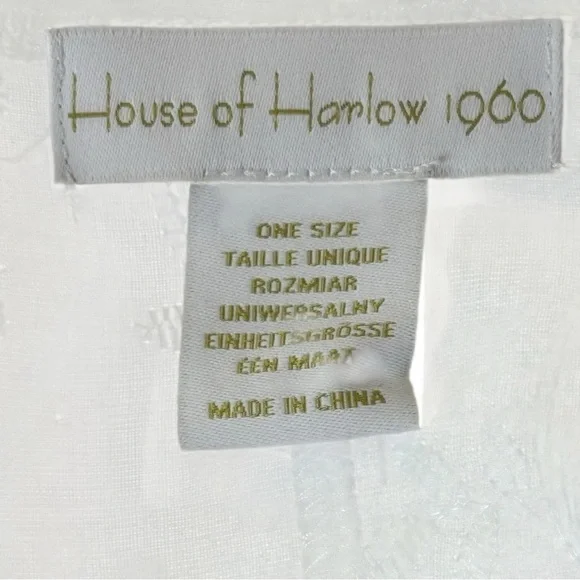 House of Harlow 1960
ONE SIZE
TAILLE UNIQUE
ROZMIAR
UNIWERSALNY
EINHEITSGRÖSSE
ÉÉN MAAT
MADE IN CHINA